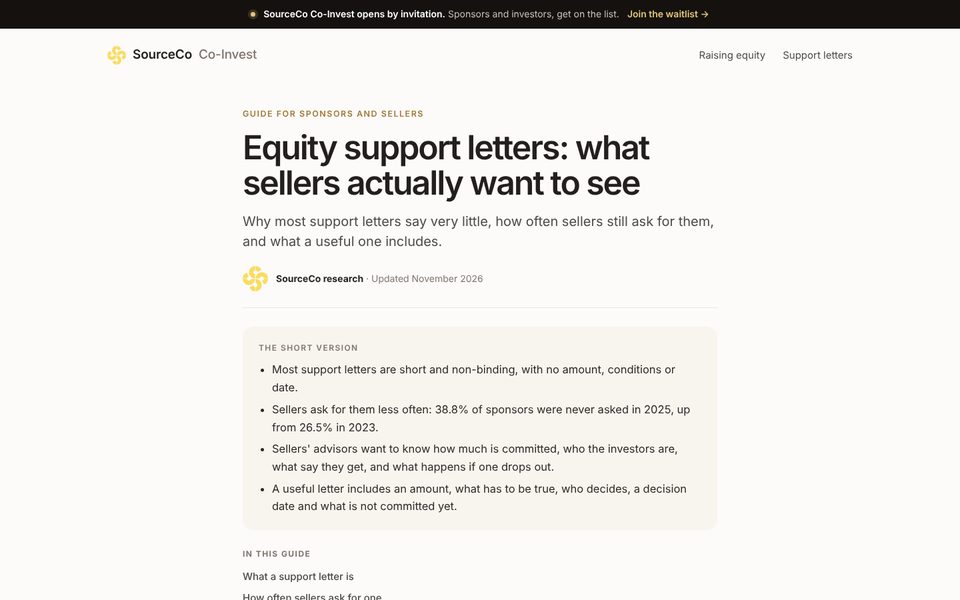 SourceCo Co-Invest opens by invitation. Sponsors and investors, get on the list. Join the waitlist →
SourceCo Co-Invest
Raising equity
Support letters
GUIDE FOR SPONSORS AND SELLERS
Equity support letters: what
sellers actually want to see
Why most support letters say very little, how often sellers still ask for them,
and what a useful one includes.
SourceCo research · Updated November 2026
THE SHORT VERSION
• Most support letters are short and non-binding, with no amount, conditions or
date.
• Sellers ask for them less often: 38.8% of sponsors were never asked in 2025, up
from 26.5% in 2023.
• Sellers' advisors want to know how much is committed, who the investors are,
what say they get, and what happens if one drops out.
• A useful letter includes an amount, what has to be true, who decides, a decision
date and what is not committed yet.
IN THIS GUIDE
What a support letter is
How often sellers ask for one